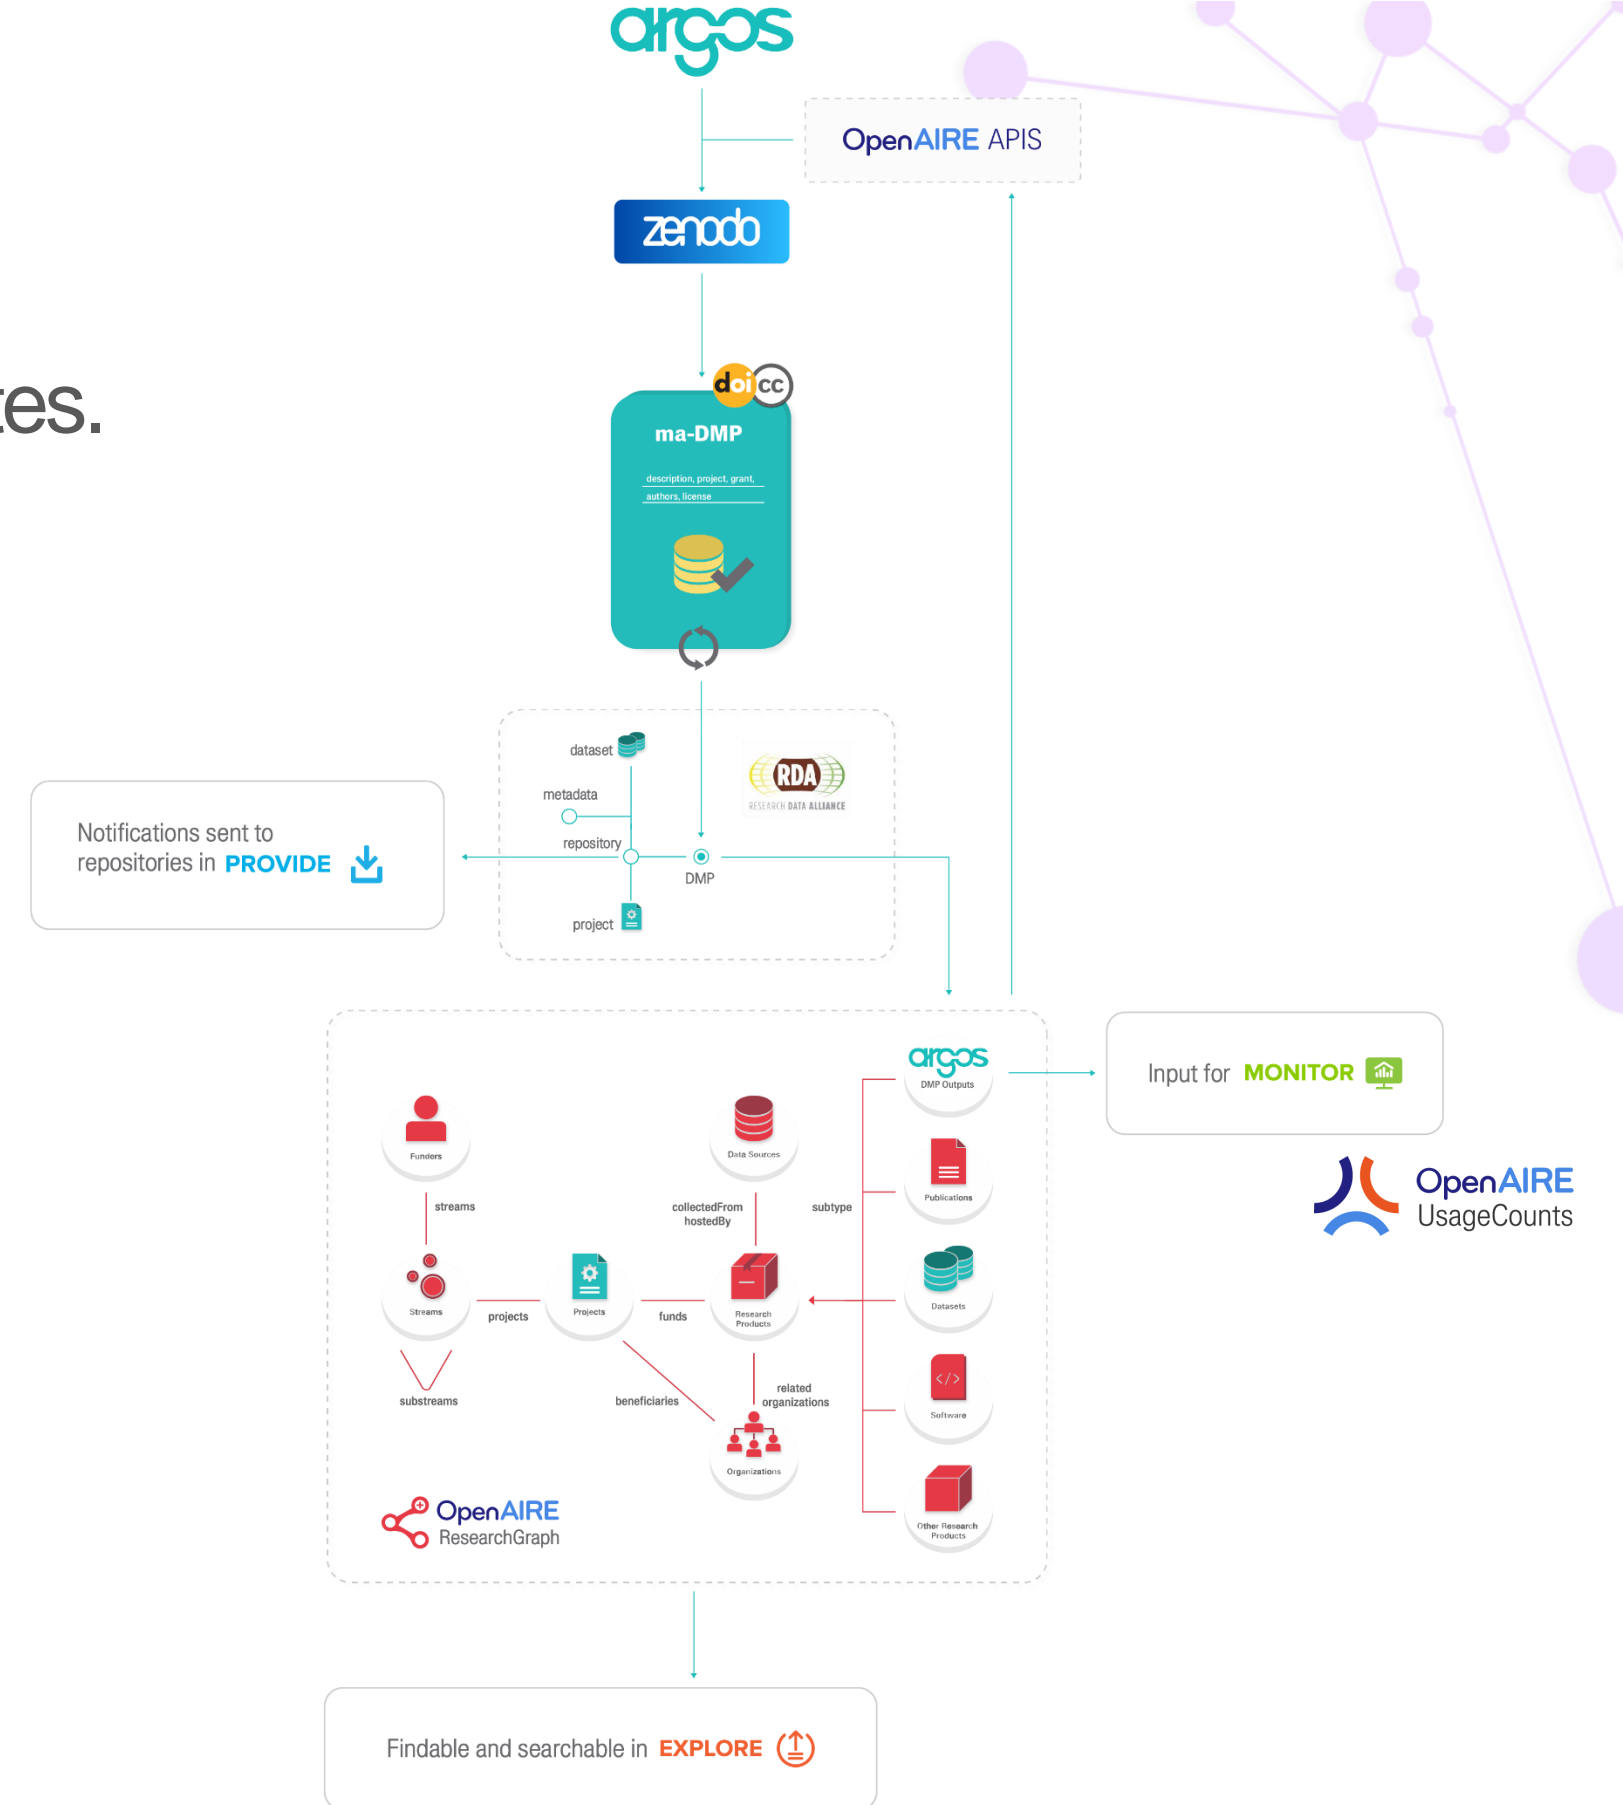 argos
OpenAIRE APIS
zenodo
tes.
doi cc
ma-DMP
description, project, grant,
authors, license
dataset
RDA
RESEARCH DATA ALLIANCE
metadata
repository
DMP
project
Notifications sent to
repositories in PROVIDE
argos
DMP Outputs
Input for MONITOR
Funders
Data Sources
Publications
streams
collectedFrom
hostedBy
subtype
OpenAIRE
UsageCounts
Streams
projects
Projects
funds
Research
Products
Datasets
substreams
beneficiaries
related
organizations
Software
Organizations
OpenAIRE
ResearchGraph
Other Research
Products
Findable and searchable in EXPLORE